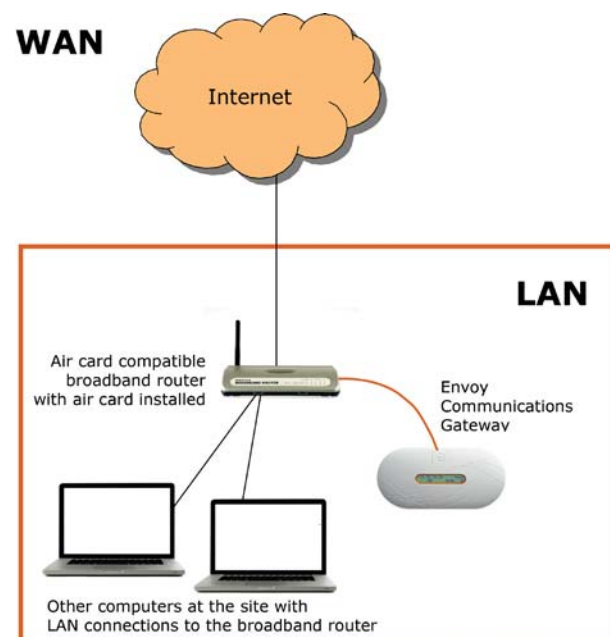 WAN
Internet
LAN
Air card compatible
broadband router
with air card installed
Envoy
Communications
Gateway
Other computers at the site with
LAN connections to the broadband router